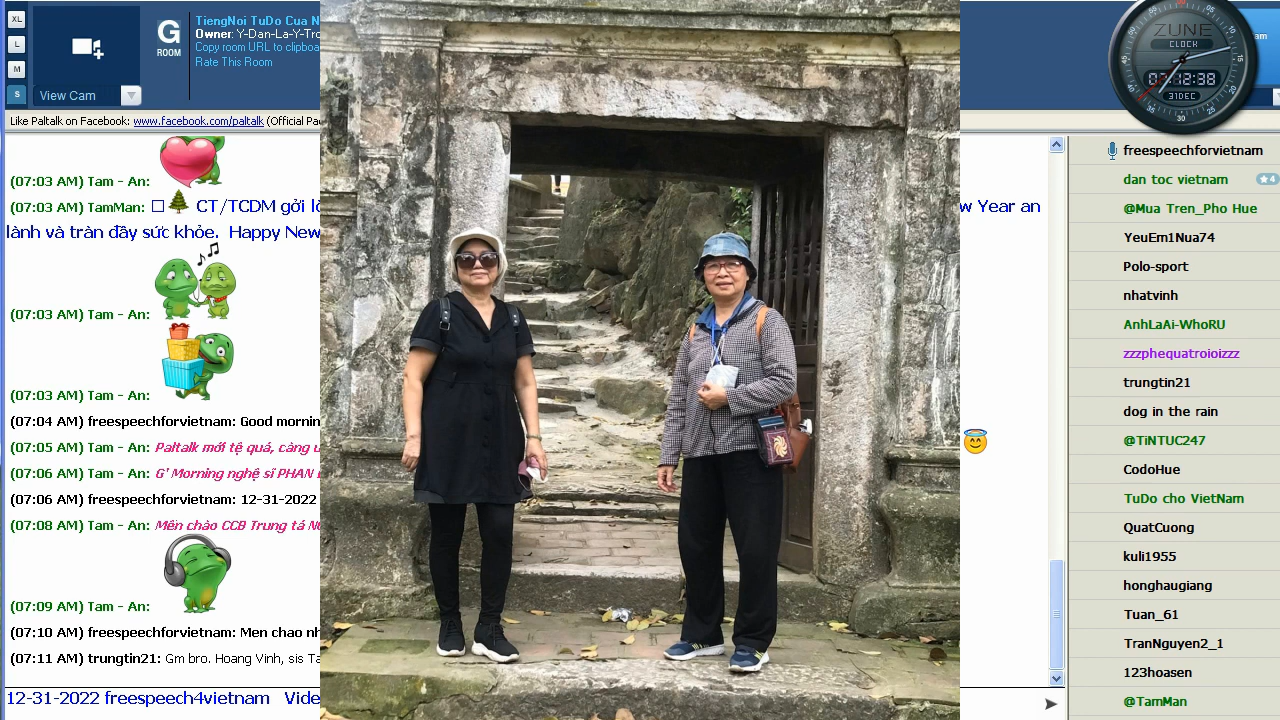 XL
L
M
S
View Cam
G
ROOM
TiengNoi TuDo Cua N
Owner: Y-Dan-La-Y-Tro
Copy room URL to clipboa
Rate This Room
ZUNE
CLOCK
07:12:38
31DEC
am
Like Paltalk on Facebook: www.facebook.com/paltalk (Official Pa
(07:03 AM) Tam - An:
(07:03 AM) TamMan: CT/TCDM gởi l
w Year an
lành và tràn đầy sức khỏe. Happy New
(07:03 AM) Tam - An:
(07:03 AM) Tam - An:
(07:04 AM) freespeechforvietnam: Good mornin
(07:05 AM) Tam - An: Paltalk mới tệ quá, càng
(07:06 AM) Tam - An: G' Morning nghệ sĩ PHAN
(07:06 AM) freespeechforvietnam: 12-31-2022
(07:08 AM) Tam - An: Mến chào CCB Trung tá
(07:09 AM) Tam - An:
(07:10 AM) freespeechforvietnam: Men chao nh
(07:11 AM) trungtin21: Gm bro. Hoang Vinh, sis Ta
12-31-2022 freespeech4vietnam Vide
freespeechforvietnam
dan toc vietnam
4
@Mua Tren_Pho Hue
YeuEm1Nua74
Polo-sport
nhatvinh
AnhLaAi-WhoRU
zzzphequatroioizzz
trungtin21
dog in the rain
@TiNTUC247
CodoHue
TuDo cho VietNam
QuatCuong
kuli1955
honghaugiang
Tuan_61
TranNguyen2_1
123hoasen
@TamMan